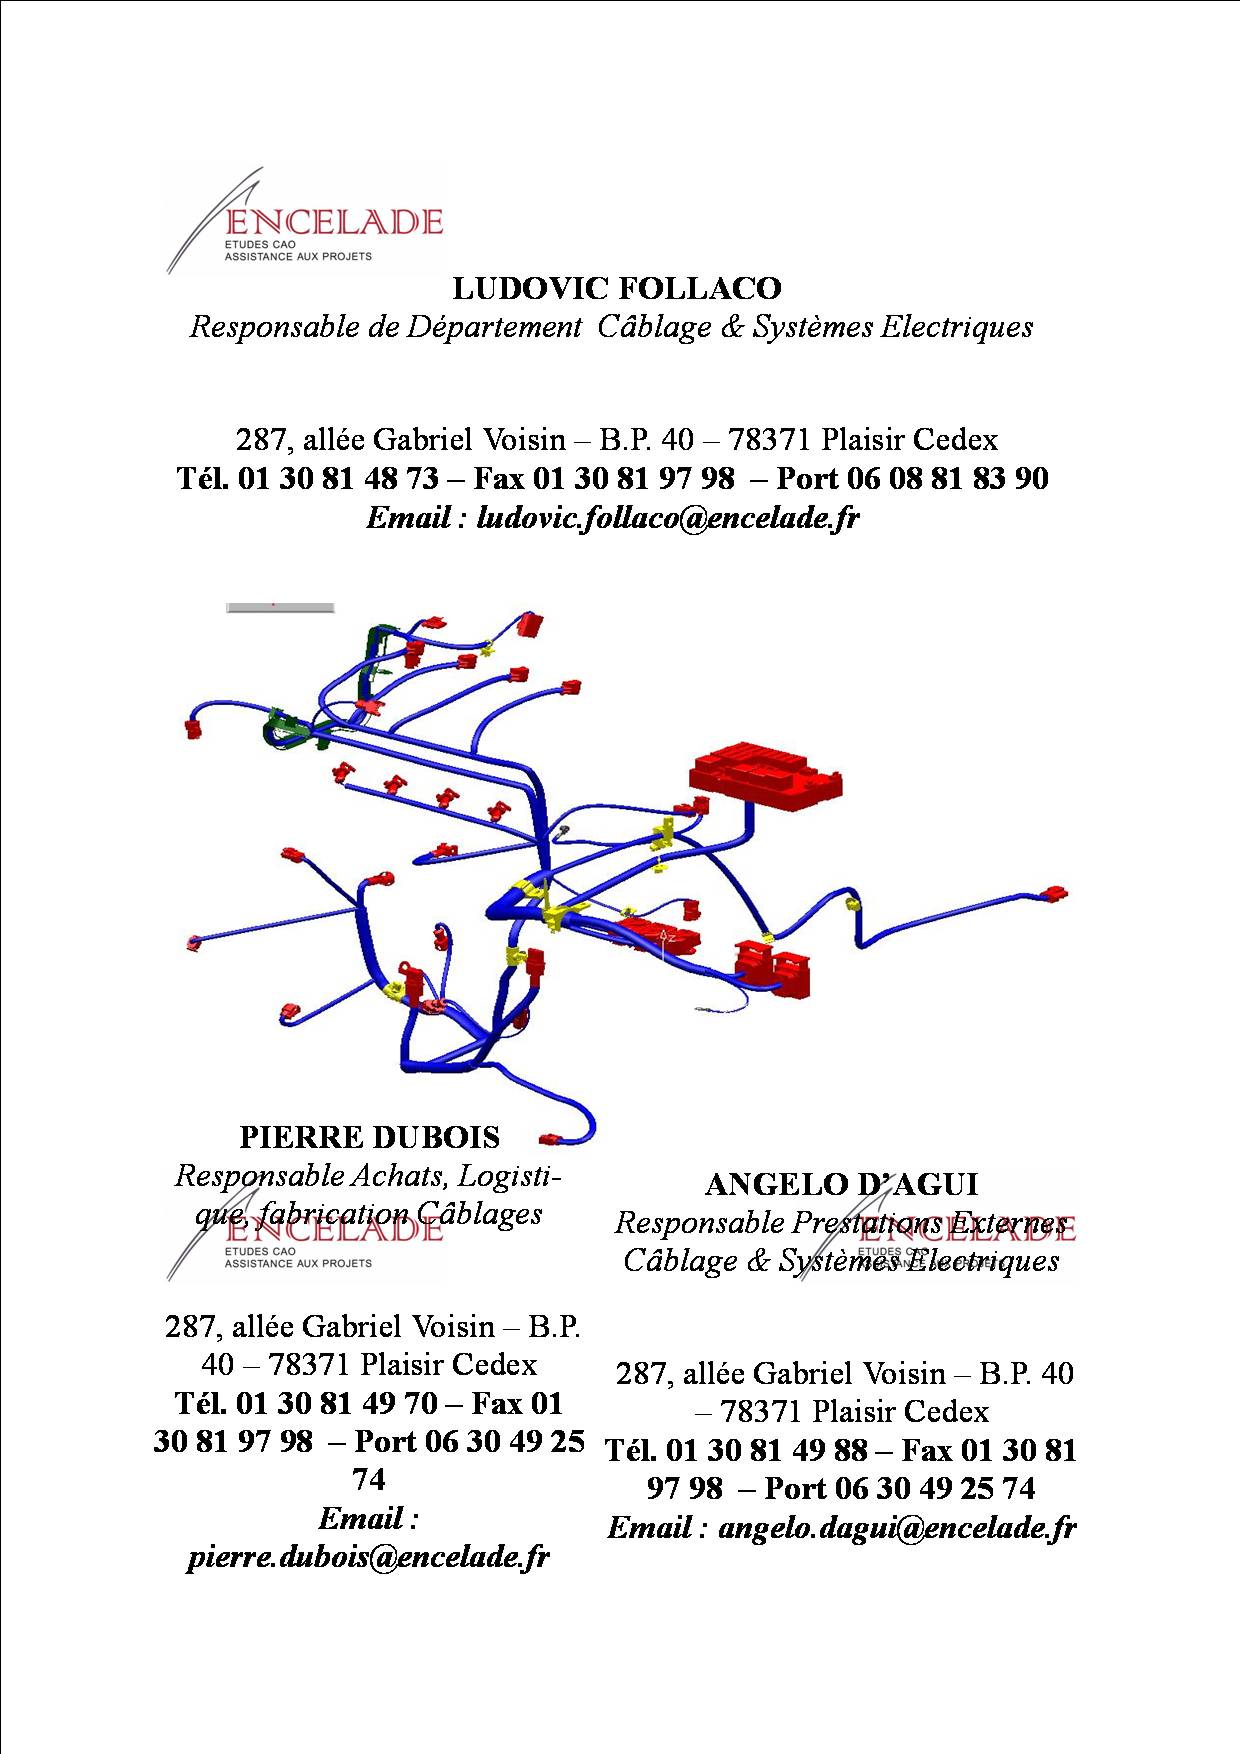 ENCELADE
ETUDES CAO
ASSISTANCE AUX PROJETS
LUDOVIC FOLLACO
Responsable de Département  Câblage & Systèmes Electriques
287, allée Gabriel Voisin – B.P. 40 – 78371 Plaisir Cedex
Tél. 01 30 81 48 73 – Fax 01 30 81 97 98  – Port 06 08 81 83 90
Email : ludovic.follaco@encelade.fr
Z
PIERRE DUBOIS
Responsable Achats, Logisti-
que, fabrication Câblages
ENCELADE
ETUDES CAO
ASSISTANCE AUX PROJETS
287, allée Gabriel Voisin – B.P.
40 – 78371 Plaisir Cedex
Tél. 01 30 81 49 70 – Fax 01
30 81 97 98  – Port 06 30 49 25
74
Email :
pierre.dubois@encelade.fr
ANGELO D’AGUI
Responsable Prestations Externes
Câblage & Systèmes Electriques
ENCELADE
ETUDES CAO
ASSISTANCE AUX PROJETS
287, allée Gabriel Voisin – B.P. 40
– 78371 Plaisir Cedex
Tél. 01 30 81 49 88 – Fax 01 30 81
97 98  – Port 06 30 49 25 74
Email : angelo.dagui@encelade.fr